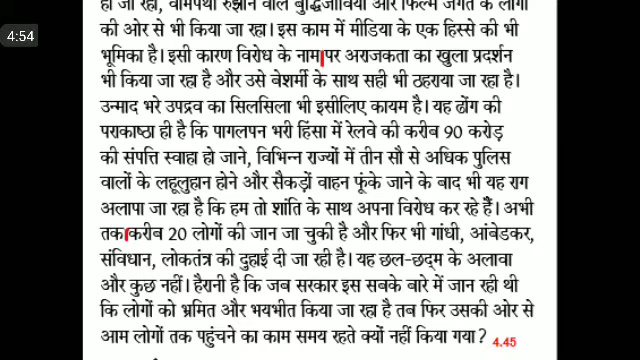 हो जा रहा, वामपंथी रुझान वाले बुद्धिजीवियों और फिल्म जगत के लोगों
की ओर से भी किया जा रहा। इस काम में मीडिया के एक हिस्से की भी
4:54
भूमिका है। इसी कारण विरोध के नाम पर अराजकता का खुला प्रदर्शन
भी किया जा रहा है और उसे बेशर्मी के साथ सही भी ठहराया जा रहा है।
उन्माद भरे उपद्रव का सिलसिला भी इसीलिए कायम है। यह ढोंग की
पराकाष्ठा ही है कि पागलपन भरी हिंसा में रेलवे की करीब 90 करोड़
की संपत्ति स्वाहा हो जाने, विभिन्न राज्यों में तीन सौ से अधिक पुलिस
वालों के लहूलुहान होने और सैकड़ों वाहन फूंके जाने के बाद भी यह राग
अलापा जा रहा है कि हम तो शांति के साथ अपना विरोध कर रहे हैं। अभी
तक करीब 20 लोगों की जान जा चुकी है और फिर भी गांधी, आंबेडकर,
संविधान, लोकतंत्र की दुहाई दी जा रही है। यह छल-छद्म के अलावा
और कुछ नहीं। हैरानी है कि जब सरकार इस सबके बारे में जान रही थी
कि लोगों को भ्रमित और भयभीत किया जा रहा है तब फिर उसकी ओर से
आम लोगों तक पहुंचने का काम समय रहते क्यों नहीं किया गया? 4.45